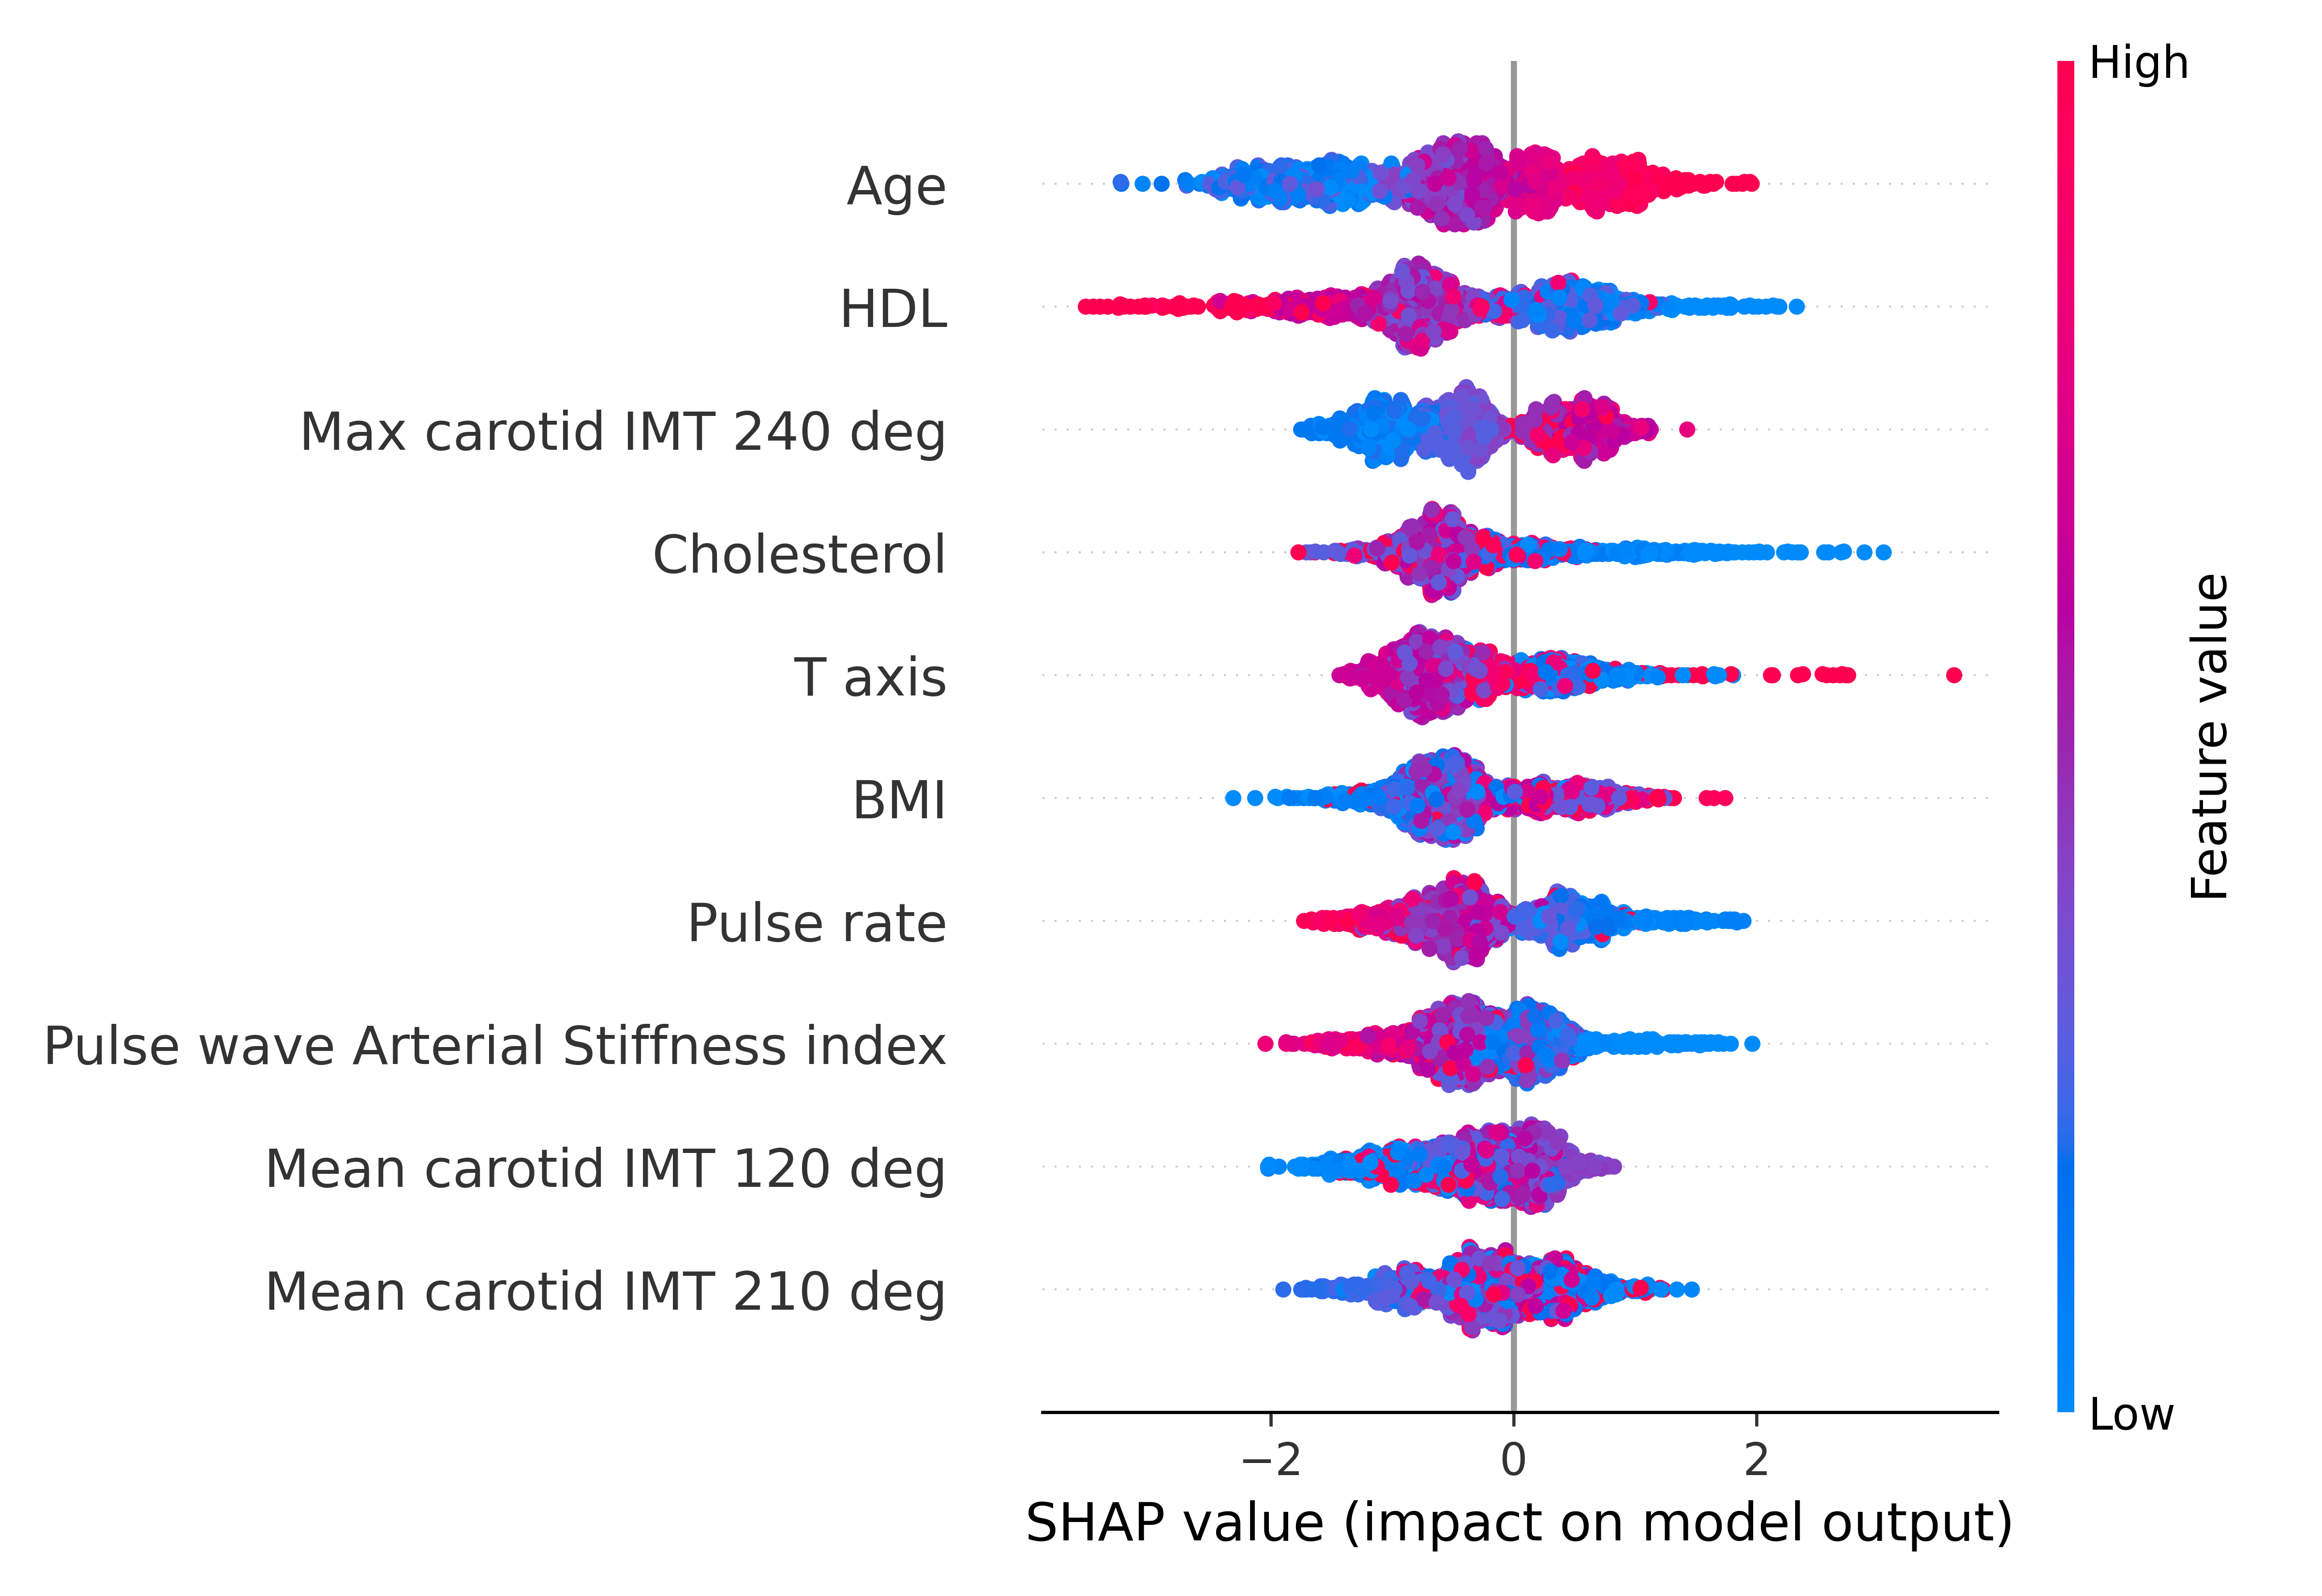 High
Age
HDL
Max carotid IMT 240 deg
Cholesterol
T axis
BMI
Pulse rate
Pulse wave Arterial Stiffness index
Mean carotid IMT 120 deg
Mean carotid IMT 210 deg
Feature value
Low
−2 0 2
SHAP value (impact on model output)